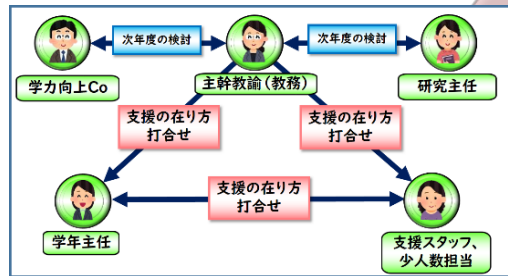 次年度の検討
次年度の検討
学力向上Co
主幹教諭(教務)
研究主任
支援の在り方
打合せ
支援の在り方
打合せ
支援の在り方
打合せ
学年主任
支援スタッフ、
少人数担当